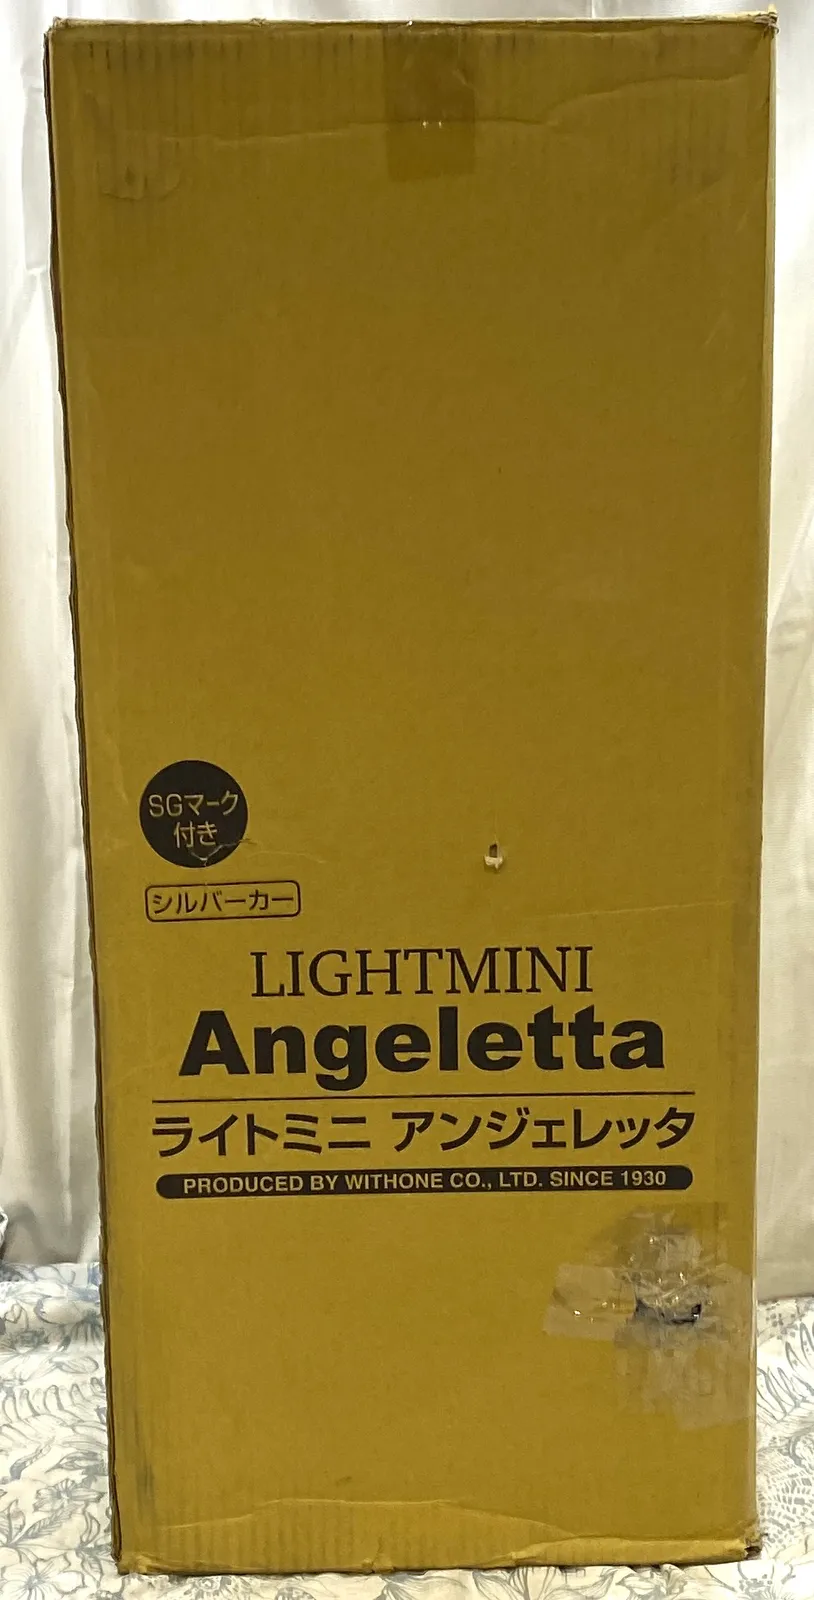 SGマーク
付き
シルバーカー
LIGHTMINI
Angeletta
ライトミニ アンジェレッタ
PRODUCED BY WITHONE CO., LTD. SINCE 1930